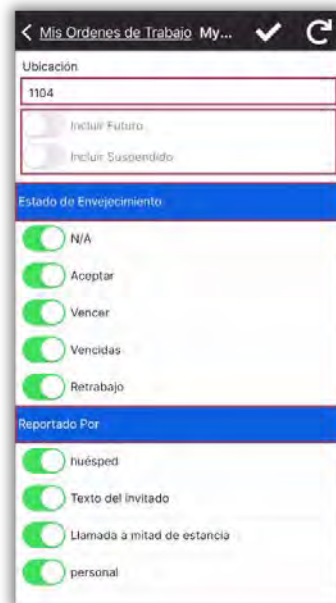 Mis Ordenes de Trabajo My...
Ubicación
1104
Incluir Futuro
Incluir Suspendido
Estado de Envejecimiento
N/A
Aceptar
Vencer
Vencidas
Retrabajo
Reportado Por
huésped
Texto del invitado
Llamada a mitad de estancia
personal